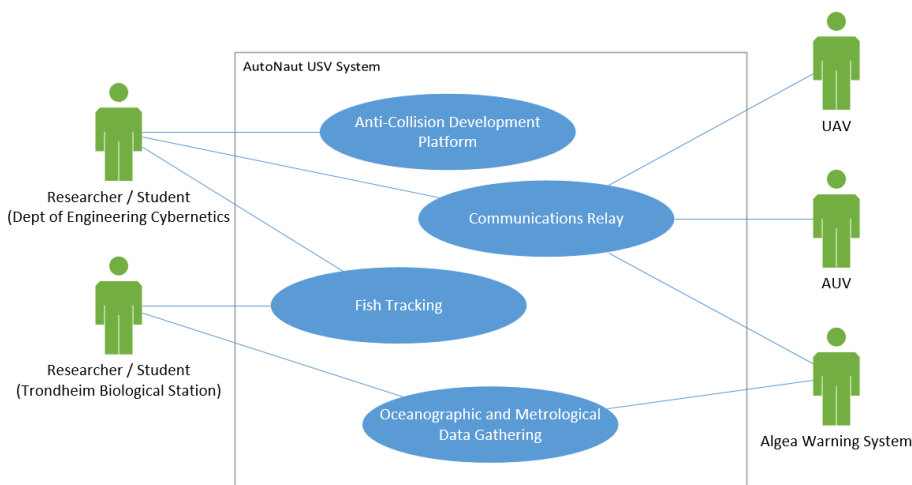 AutoNaut USV System
Anti-Collision Development
Platform
UAV
Researcher / Student
(Dept of Engineering Cybernetics
Communications Relay
AUV
Fish Tracking
Researcher / Student
(Trondheim Biological Station)
Oceanographic and Metrological
Data Gathering
Algea Warning System